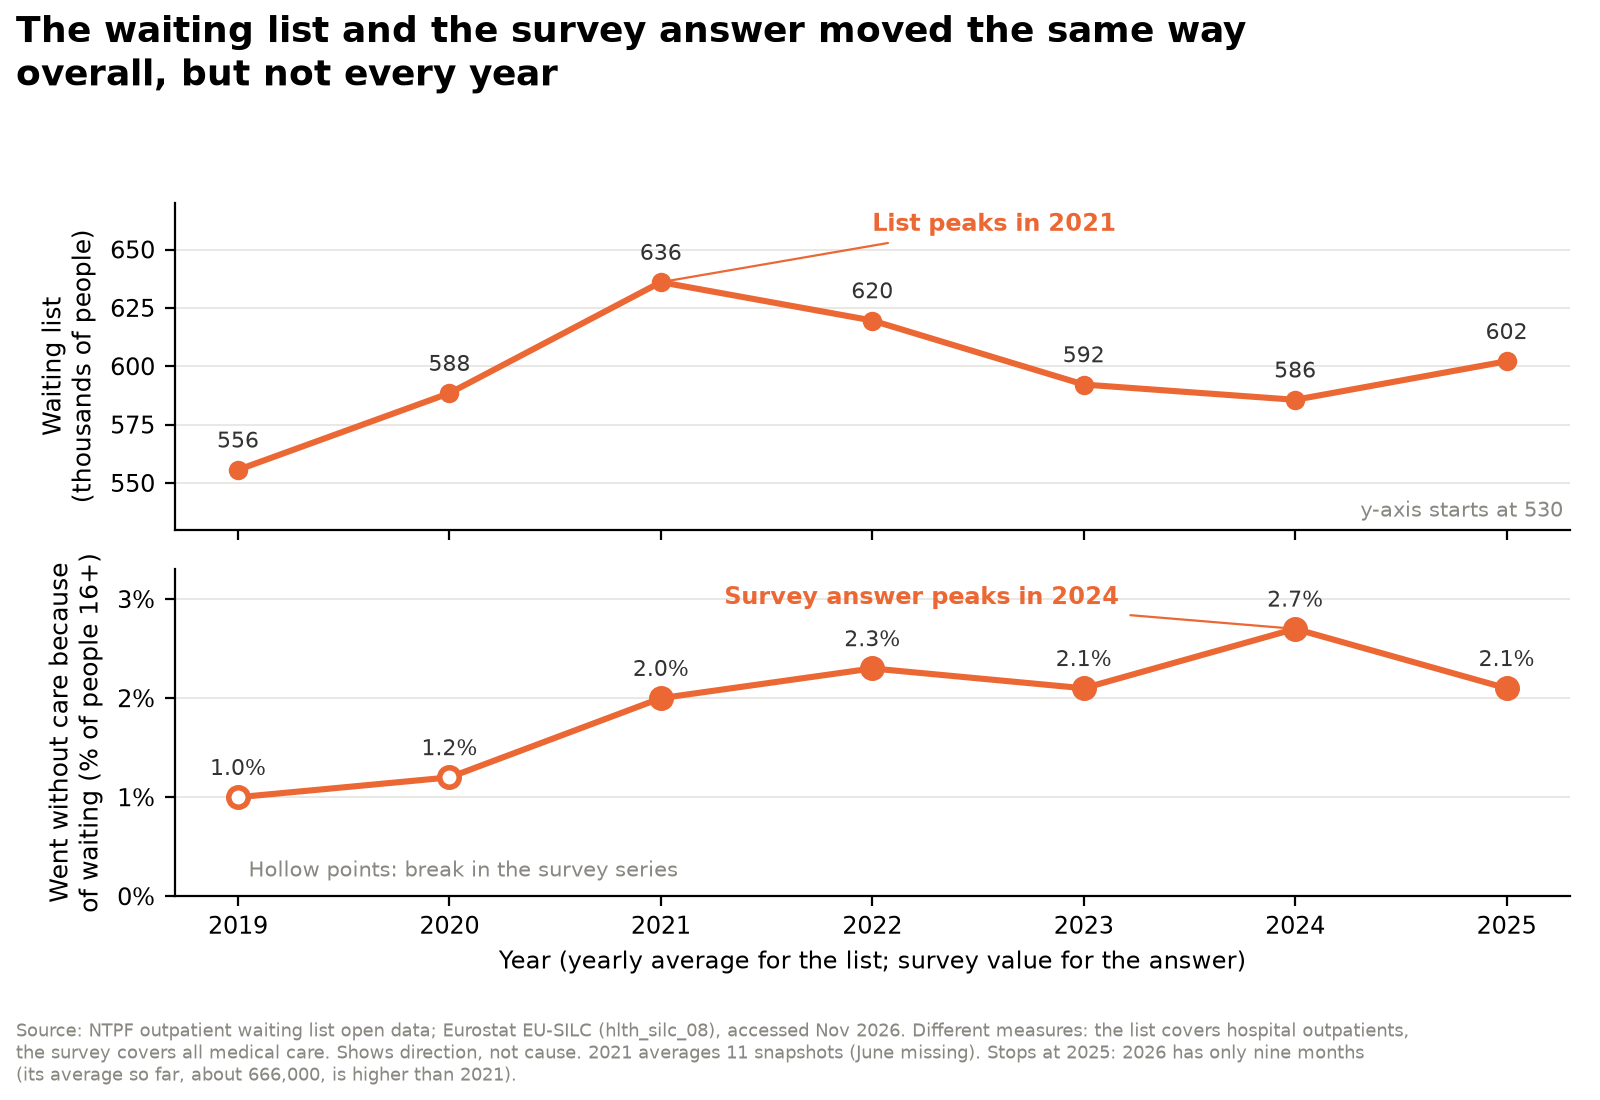 The waiting list and the survey answer moved the same way
overall, but not every year
Waiting list
(thousands of people)
650
625
600
575
550
List peaks in 2021
556
588
636
620
592
586
602
y-axis starts at 530
Went without care because
of waiting (% of people 16+)
3%
2%
1%
0%
Survey answer peaks in 2024
1.0%
1.2%
2.0%
2.3%
2.1%
2.7%
2.1%
Hollow points: break in the survey series
2019
2020
2021
2022
2023
2024
2025
Year (yearly average for the list; survey value for the answer)
Source: NTPF outpatient waiting list open data; Eurostat EU-SILC (hlth_silc_08), accessed Nov 2026. Different measures: the list covers hospital outpatients,
the survey covers all medical care. Shows direction, not cause. 2021 averages 11 snapshots (June missing). Stops at 2025: 2026 has only nine months
(its average so far, about 666,000, is higher than 2021).